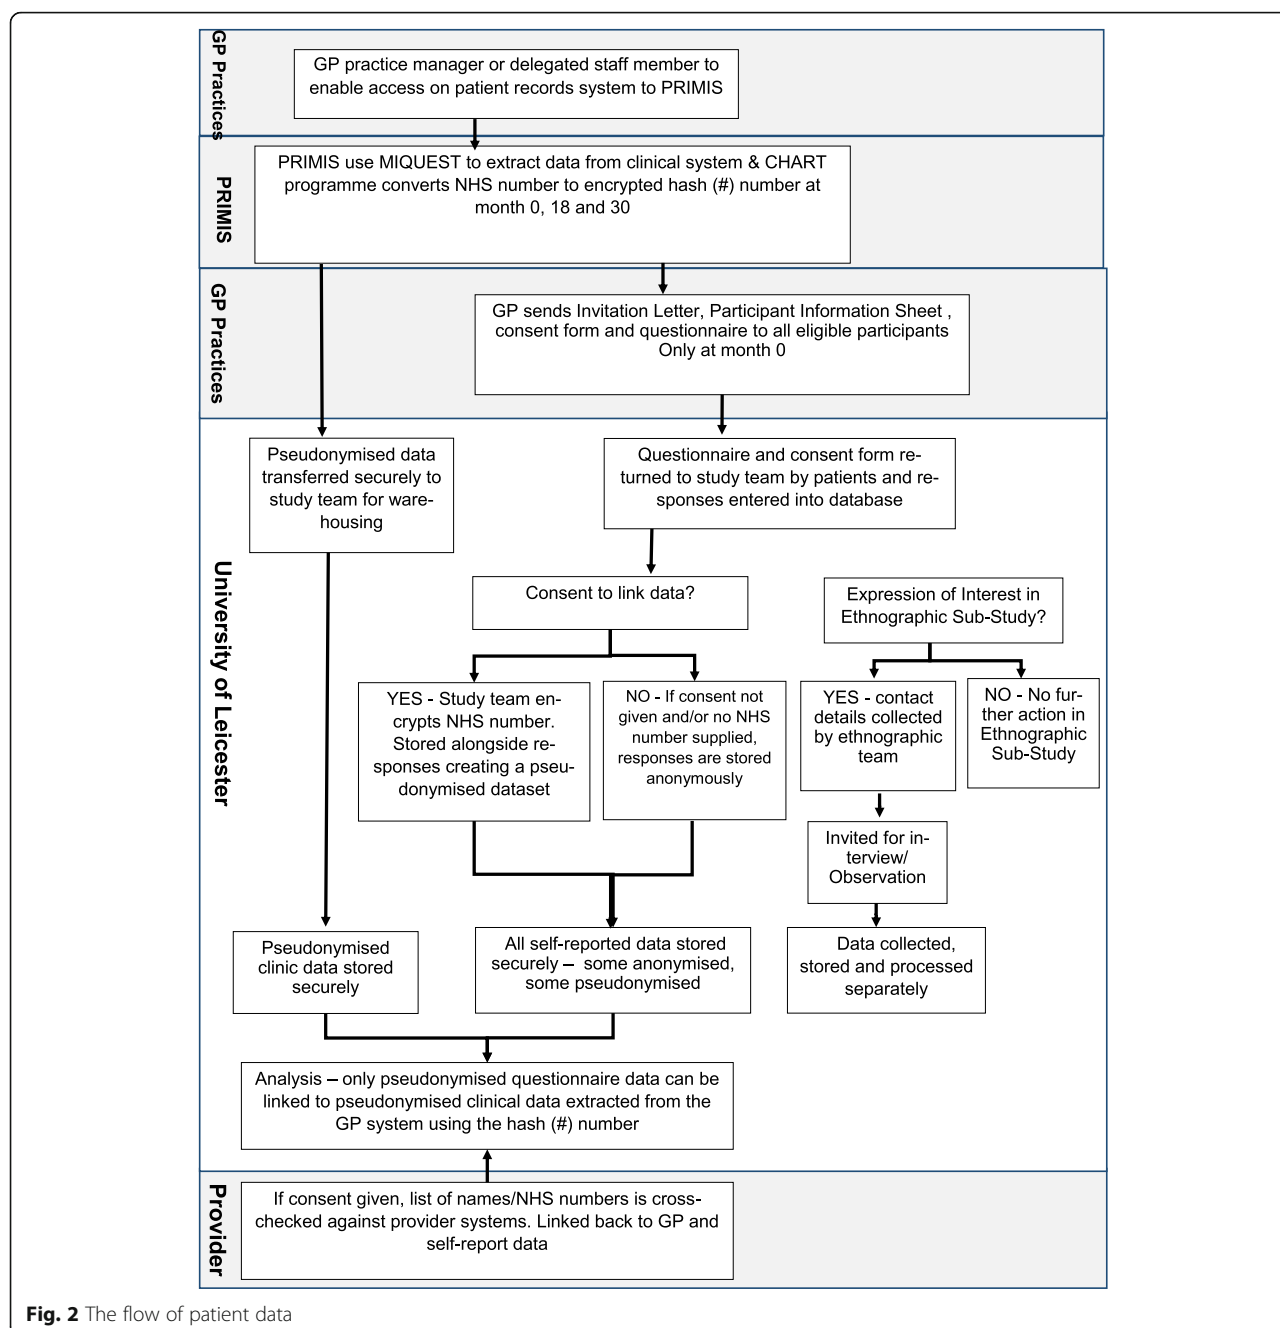 GP Practices
GP practice manager or delegated staff member to
enable access on patient records system to PRIMIS
PRIMIS
PRIMIS use MIQUEST to extract data from clinical system & CHART
programme converts NHS number to encrypted hash (#) number at
month 0, 18 and 30
GP Practices
GP sends Invitation Letter, Participant Information Sheet ,
consent form and questionnaire to all eligible participants
Only at month 0
University of Leicester
Pseudonymised data
transferred securely to
study team for ware-
housing
Questionnaire and consent form re-
turned to study team by patients and re-
sponses entered into database
Consent to link data?
Expression of Interest in
Ethnographic Sub-Study?
YES - Study team en-
crypts NHS number.
Stored alongside re-
sponses creating a pseu-
donymised dataset
NO - If consent not
given and/or no NHS
number supplied,
responses are stored
anonymously
YES - contact
details collected
by ethnographic
team
NO - No fur-
ther action in
Ethnographic
Sub-Study
Invited for in-
terview/
Observation
Pseudonymised
clinic data stored
securely
All self-reported data stored
securely – some anonymised,
some pseudonymised
Data collected,
stored and processed
separately
Analysis – only pseudonymised questionnaire data can be
linked to pseudonymised clinical data extracted from the
GP system using the hash (#) number
Provider
If consent given, list of names/NHS numbers is cross-
checked against provider systems. Linked back to GP and
self-report data
Fig. 2 The flow of patient data